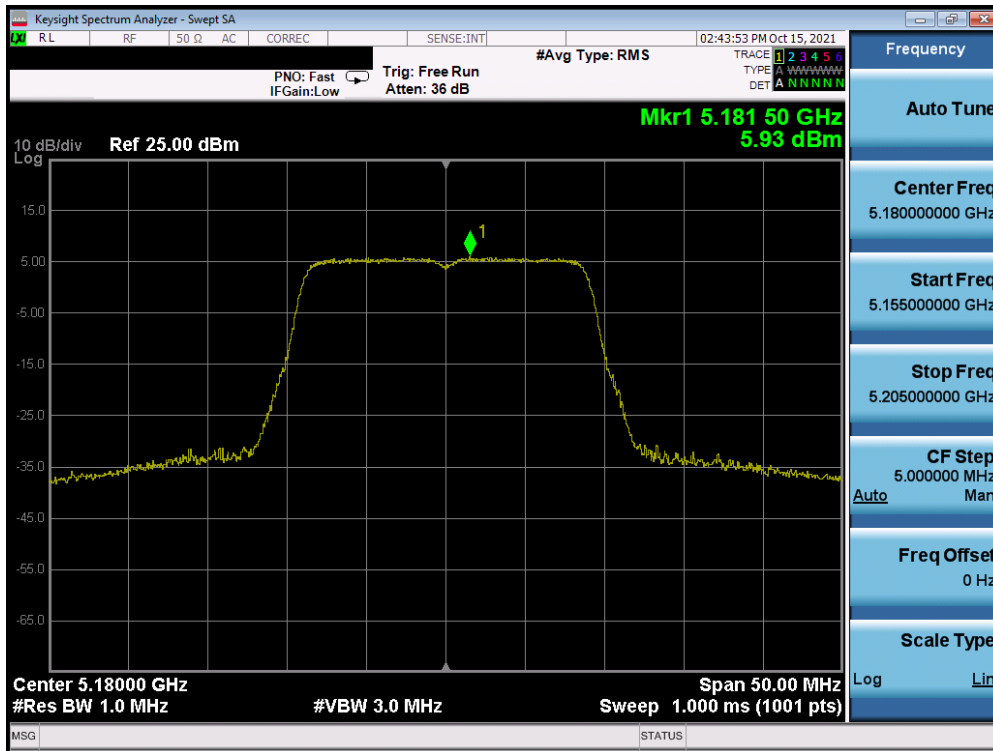 Keysight Spectrum Analyzer - Swept SA
LXI RL RF 50 Ω AC CORREC SENSE:INT 02:43:53 PM Oct 15, 2021
PNO: Fast
IFGain:Low
Trig: Free Run
Atten: 36 dB
#Avg Type: RMS
TRACE 1 2 3 4 5 6
TYPE A WWWWW
DET A N N N N N
Mkr1 5.181 50 GHz
5.93 dBm
10 dB/div
Log
Ref 25.00 dBm
15.0
5.00
-5.00
-15.0
-25.0
-35.0
-45.0
-55.0
-65.0
1
Center 5.18000 GHz
Span 50.00 MHz
#Res BW 1.0 MHz
#VBW 3.0 MHz
Sweep 1.000 ms (1001 pts)
MSG
STATUS
Frequency
Auto Tune
Center Freq
5.180000000 GHz
Start Freq
5.155000000 GHz
Stop Freq
5.205000000 GHz
CF Step
5.000000 MHz
Auto Man
Freq Offset
0 Hz
Scale Type
Log Lin